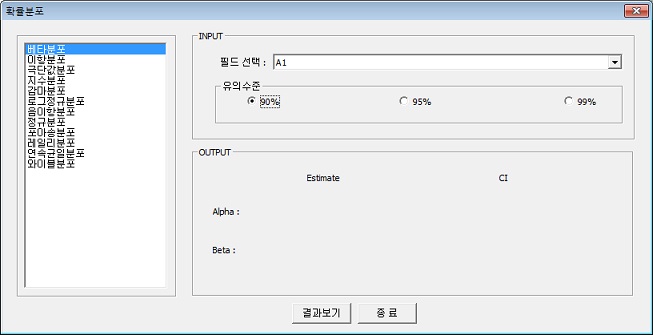 확률분포
베타분포
이항분포
극단값분포
지수분포
감마분포
로그정규분포
음이항분포
정규분포
포아송분포
레일리분포
연속균일분포
와이블분포
INPUT
필드 선택 : A1
유의수준
90% 95% 99%
OUTPUT
Estimate CI
Alpha :
Beta :
결과보기 종 료